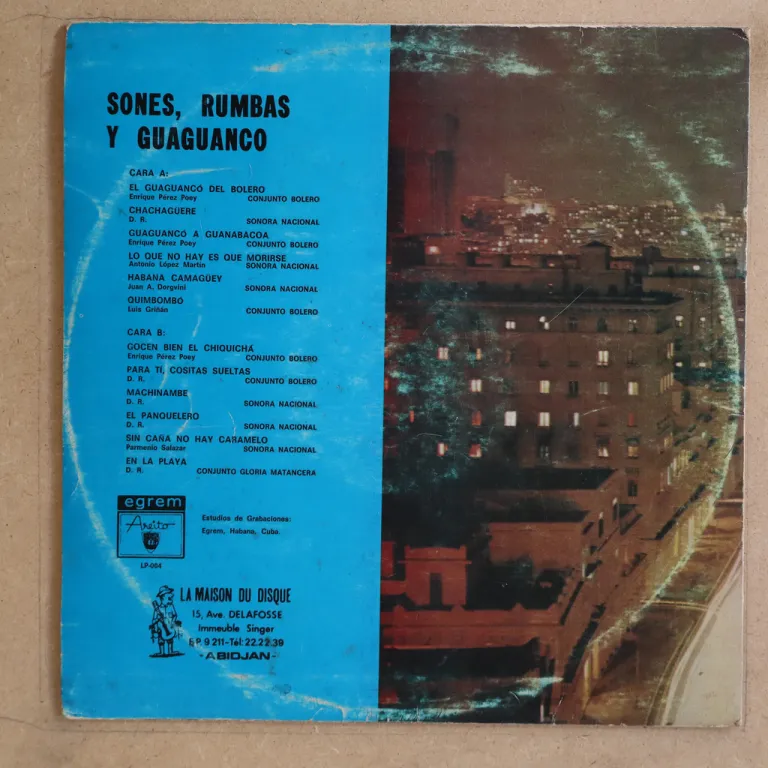 SONES, RUMBAS
Y GUAGUANCO
CARA A:
EL GUAGUANCÓ DEL BOLERO
Enrique Pérez Poey CONJUNTO BOLERO
CHACHAGUERE
D. R. SONORA NACIONAL
GUAGUANCÓ A GUANABACOA
Enrique Pérez Poey CONJUNTO BOLERO
LO QUE NO HAY ES QUE MORIRSE
Antonio López Martín SONORA NACIONAL
HABANA CAMAGÜEY
Juan A. Dorgvini SONORA NACIONAL
QUIMBOMBÓ
Luis Griñán CONJUNTO BOLERO
CARA B:
GOCEN BIEN EL CHIQUICHA
Enrique Pérez Poey CONJUNTO BOLERO
PARA TI, COSITAS SUELTAS
D. R. CONJUNTO BOLERO
MACHINAMBE
D. R. SONORA NACIONAL
EL PANQUELERO
D. R. SONORA NACIONAL
SIN CAÑA NO HAY CARAMELO
Parmenio Salazar SONORA NACIONAL
EN LA PLAYA
D. R. CONJUNTO GLORIA MATANCERA
egrem
Areito
Estudios de Grabaciones:
Egrem, Habana, Cuba.
LP-004
LA MAISON DU DISQUE
15, Ave. DELAFOSSE
Immeuble Singer
BP 9 211-Tél: 22.22.39
-ABIDJAN-